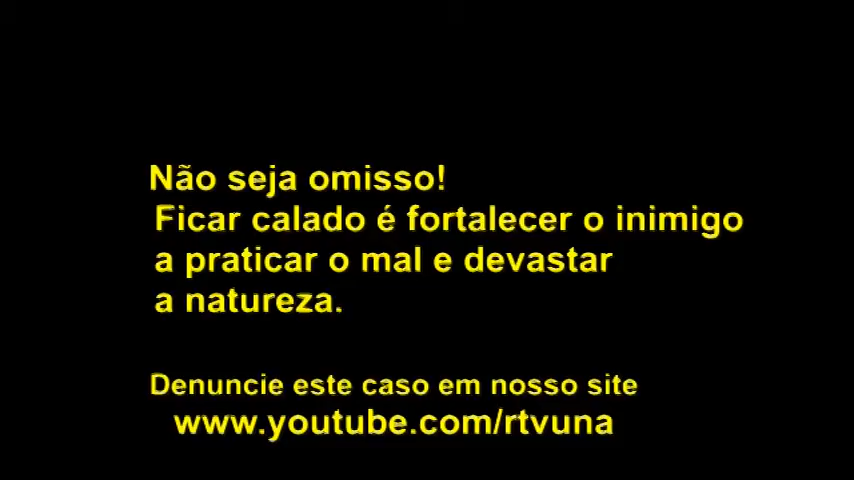 Não seja omisso!
Ficar calado é fortalecer o inimigo
a praticar o mal e devastar
a natureza.
Denuncie este caso em nosso site
www.youtube.com/rtvuna